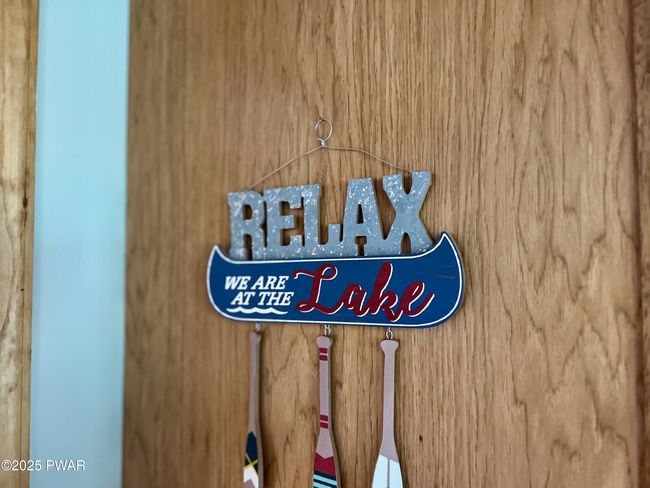 RELAX
WE ARE
AT THE
Lake
©2025 PWAR